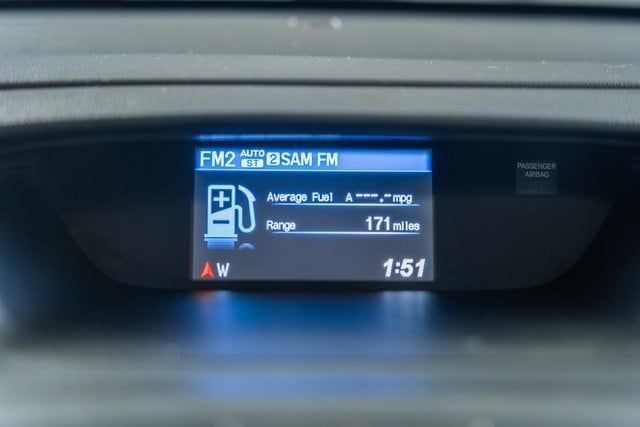 FM2 AUTO ST 2 SAM FM
PASSENGER
AIRBAG
Average Fuel A ---.- mpg
Range 171 miles
W 1:51